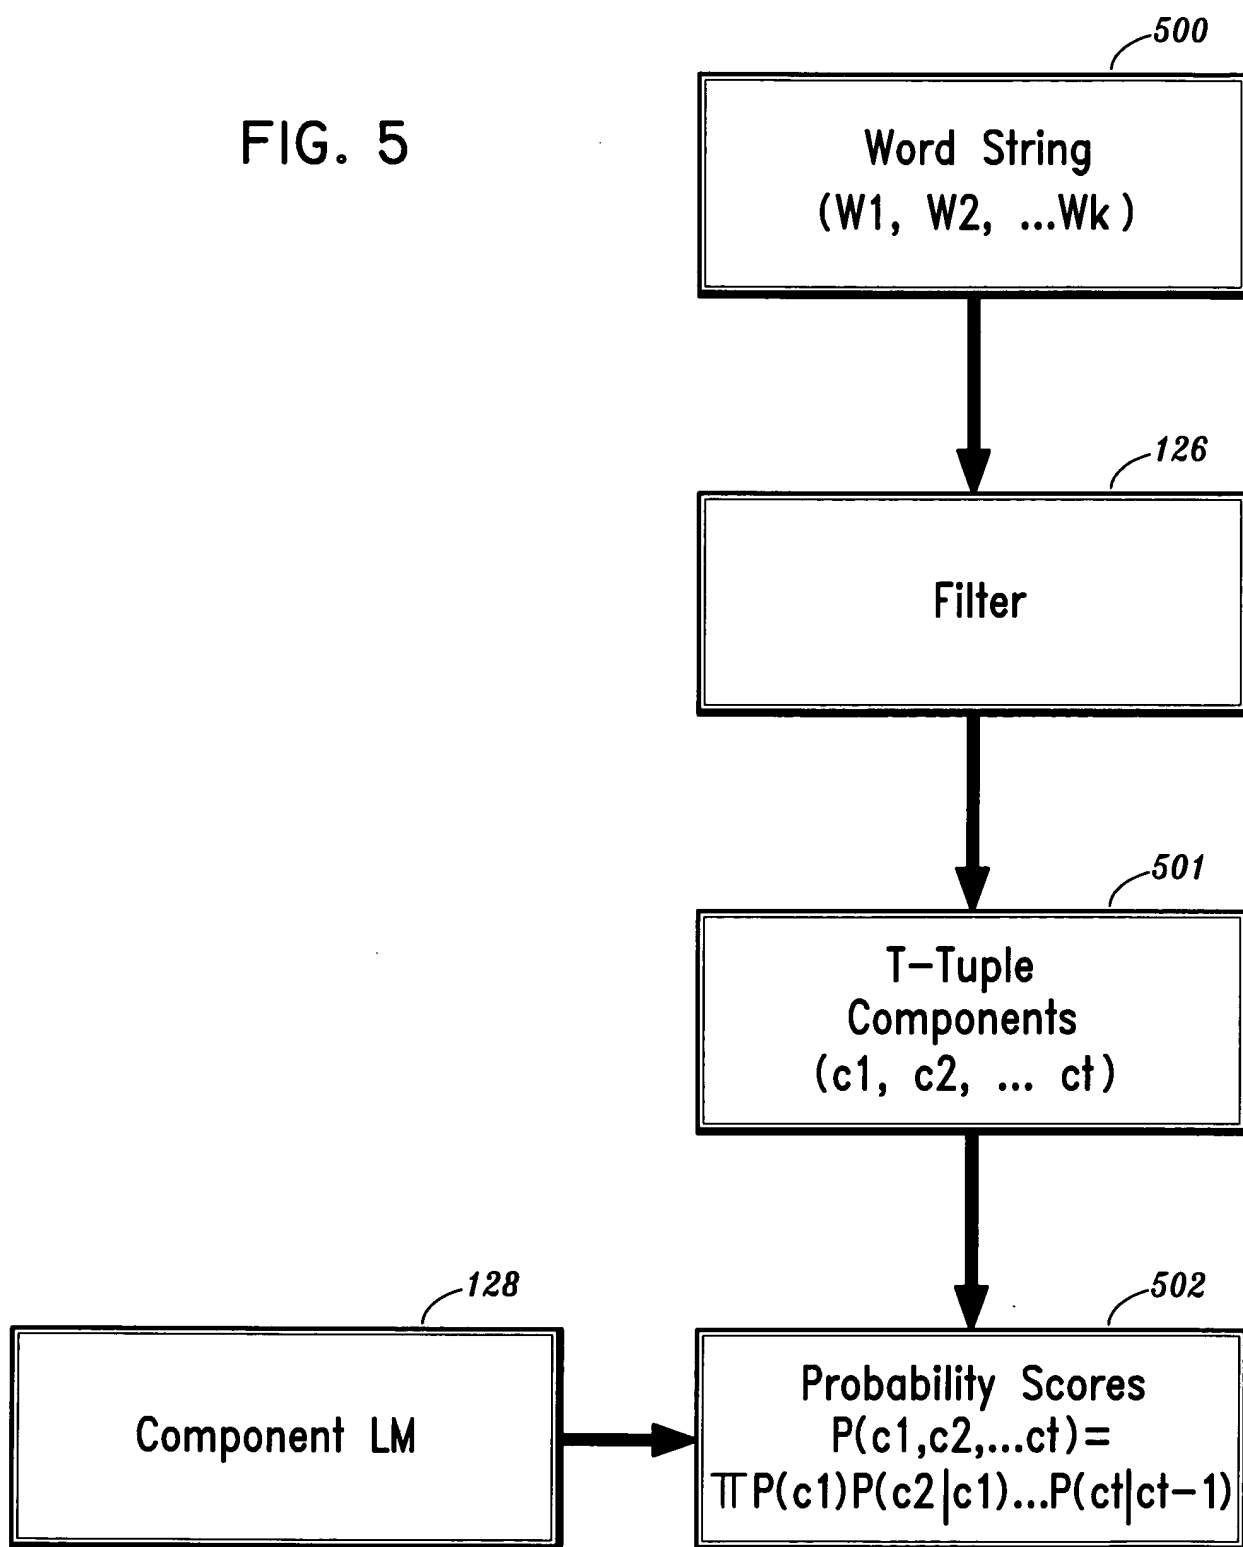 500
FIG. 5
Word String
(W1, W2, ...Wk)
126
Filter
501
T-Tuple
Components
(c1, c2, ... ct)
128
502
Component LM
Probability Scores
P(c1,c2,...ct)=
πP(c1)P(c2|c1)...P(ct|ct-1)